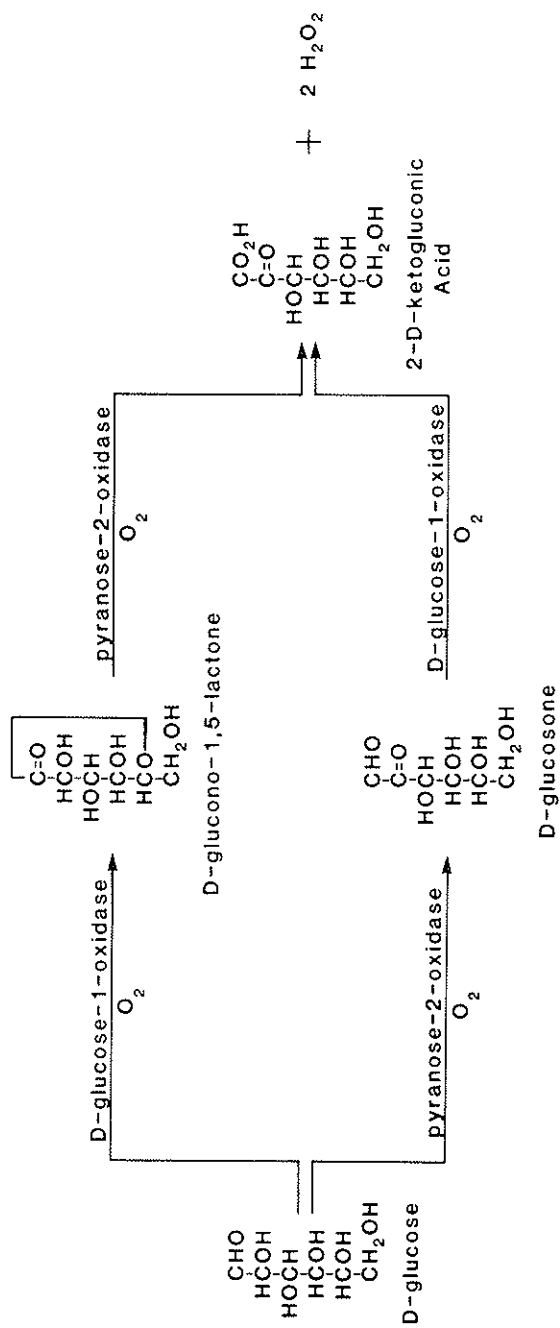 CHO
HCOH
HOCH
HCOH
HCOH
CH2OH
D-glucose
D-glucose-1-oxidase
O2
C=O
HCOH
HOCH
HCOH
HCO
CH2OH
D-glucono-1,5-lactone
pyranose-2-oxidase
O2
pyranose-2-oxidase
O2
CHO
C=O
HOCH
HCOH
HCOH
CH2OH
D-glucosone
D-glucose-1-oxidase
O2
CO2H
C=O
HOCH
HCOH
HCOH
CH2OH
2-D-ketogluconic
Acid
+ 2 H2O2